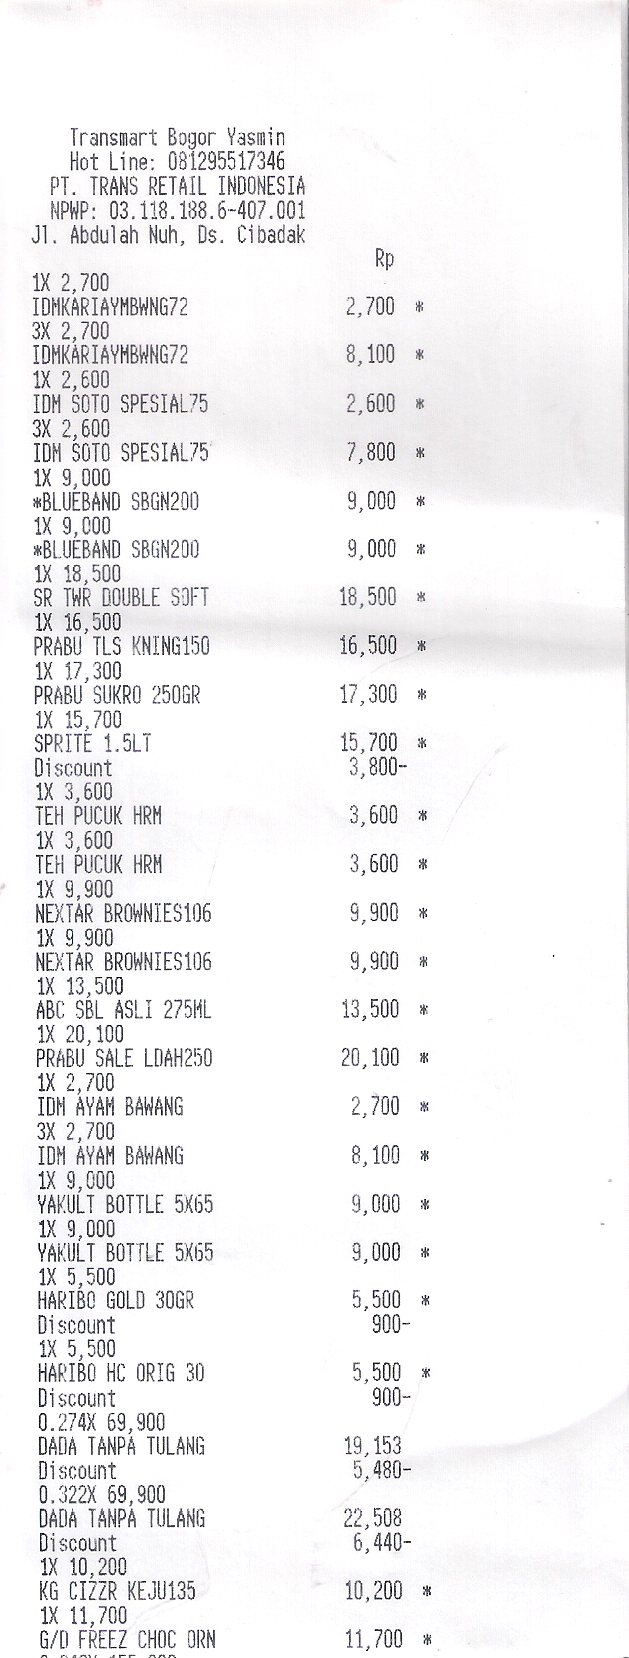 Transmart Bogor Yasmin
Hot Line: 081295517346
PT. TRANS RETAIL INDONESIA
NPWP: 03.118.188.6-407.001
Jl. Abdulah Nuh, Ds. Cibadak
Rp
1X 2,700
IDMKARIAYMBWNG72 2,700 *
3X 2,700
IDMKARIAYMBWNG72 8,100 *
1X 2,600
IDM SOTO SPESIAL75 2,600 *
3X 2,600
IDM SOTO SPESIAL75 7,800 *
1X 9,000
*BLUEBAND SBGN200 9,000 *
1X 9,000
*BLUEBAND SBGN200 9,000 *
1X 18,500
SR TWR DOUBLE SOFT 18,500 *
1X 16,500
PRABU TLS KNING150 16,500 *
1X 17,300
PRABU SUKRO 250GR 17,300 *
1X 15,700
SPRITE 1.5LT 15,700 *
Discount 3,800-
1X 3,600
TEH PUCUK HRM 3,600 *
1X 3,600
TEH PUCUK HRM 3,600 *
1X 9,900
NEXTAR BROWNIES106 9,900 *
1X 9,900
NEXTAR BROWNIES106 9,900 *
1X 13,500
ABC SBL ASLI 275ML 13,500 *
1X 20,100
PRABU SALE LDAH250 20,100 *
1X 2,700
IDM AYAM BAWANG 2,700 *
3X 2,700
IDM AYAM BAWANG 8,100 *
1X 9,000
YAKULT BOTTLE 5X65 9,000 *
1X 9,000
YAKULT BOTTLE 5X65 9,000 *
1X 5,500
HARIBO GOLD 30GR 5,500 *
Discount 900-
1X 5,500
HARIBO HC ORIG 30 5,500 *
Discount 900-
0.274X 69,900
DADA TANPA TULANG 19,153
Discount 5,480-
0.322X 69,900
DADA TANPA TULANG 22,508
Discount 6,440-
1X 10,200
KG CIZZR KEJU135 10,200 *
1X 11,700
G/D FREEZ CHOC ORN 11,700 *